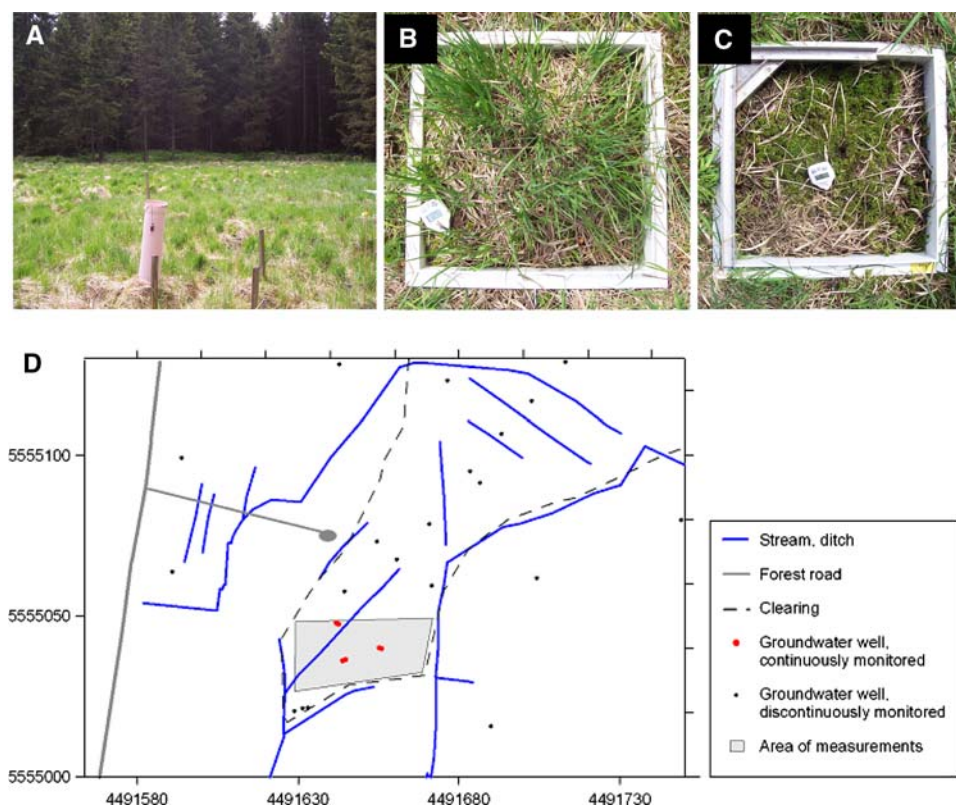 A
B
C
D
5555100
5555050
5555000
4491580
4491630
4491680
4491730
Stream, ditch
Forest road
Clearing
Groundwater well,
continuously monitored
Groundwater well,
discontinuously monitored
Area of measurements